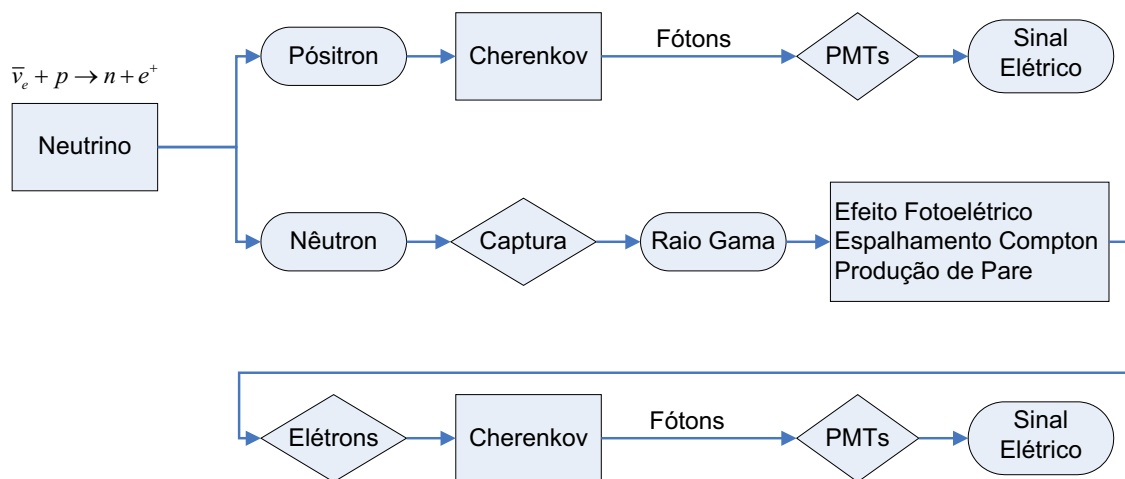 Pósitron
Cherenkov
Fótons
PMTs
Sinal
Elétrico
ν̅ₑ + p → n + e⁺
Neutrino
Nêutron
Captura
Raio Gama
Efeito Fotoelétrico
Espalhamento Compton
Produção de Pare
Elétrons
Cherenkov
Fótons
PMTs
Sinal
Elétrico